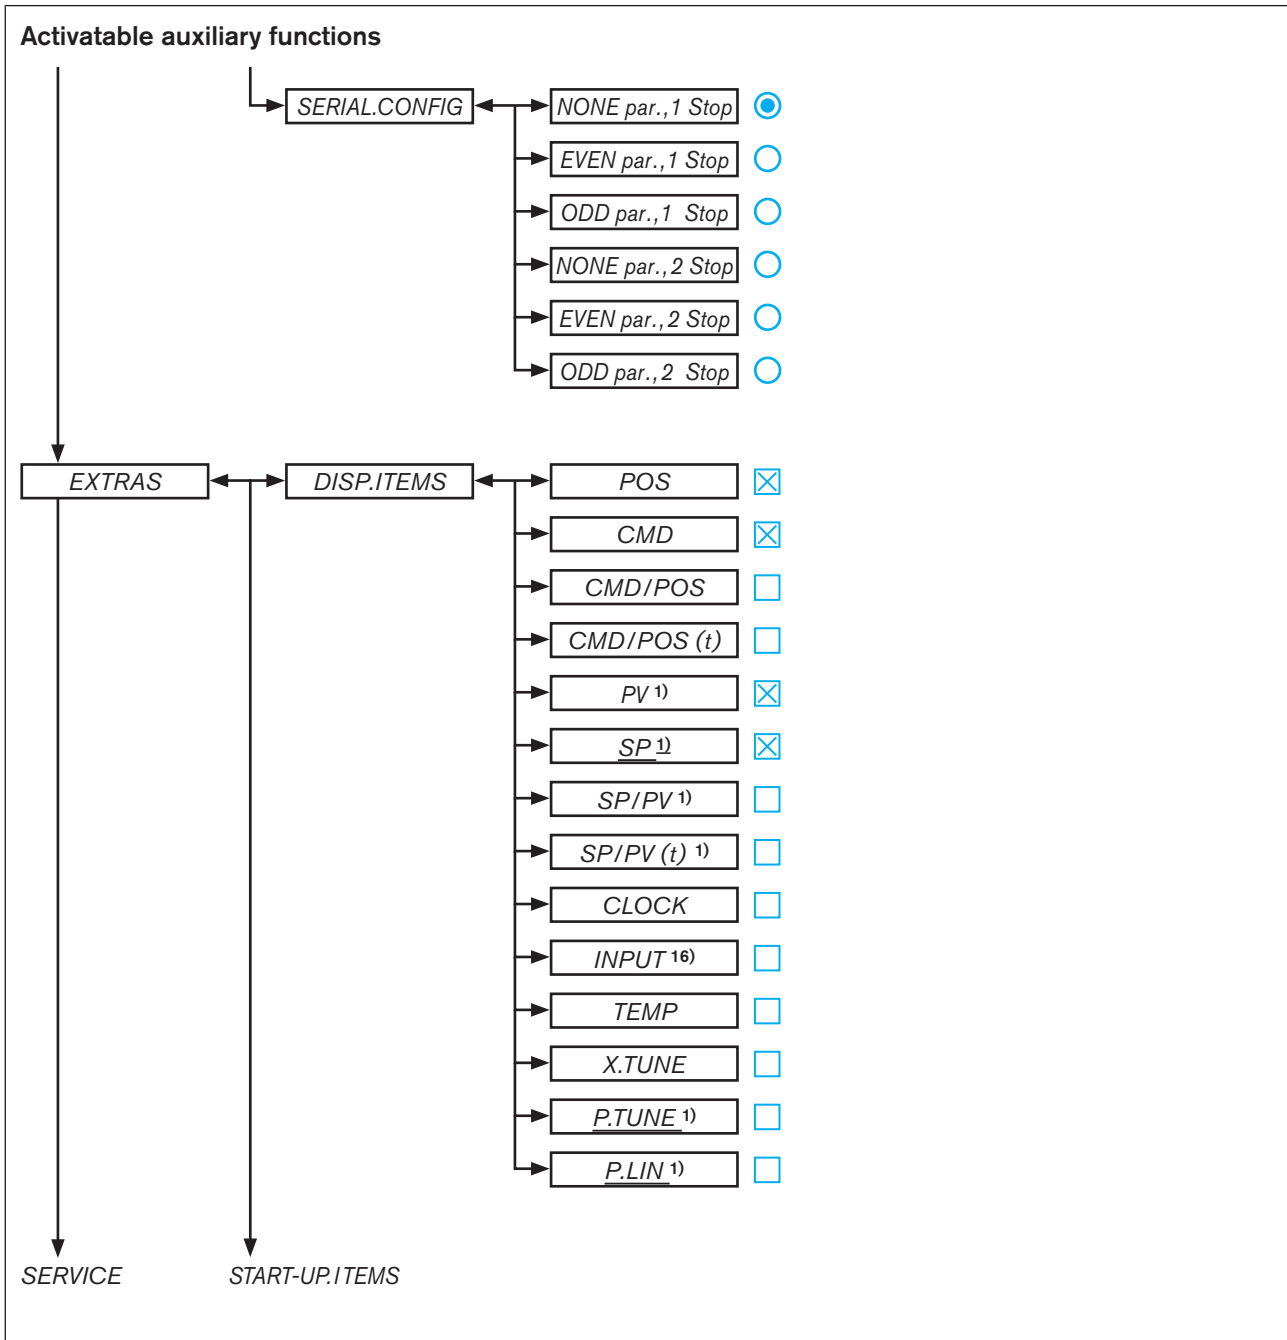 Activatable auxiliary functions
SERIAL.CONFIG
NONE par.,1 Stop
EVEN par.,1 Stop
ODD par.,1 Stop
NONE par.,2 Stop
EVEN par.,2 Stop
ODD par.,2 Stop
EXTRAS
DISP.ITEMS
POS
CMD
CMD/POS
CMD/POS (t)
PV 1)
SP 1)
SP/PV 1)
SP/PV (t) 1)
CLOCK
INPUT 16)
TEMP
X.TUNE
P.TUNE 1)
P.LIN 1)
SERVICE
START-UP.ITEMS